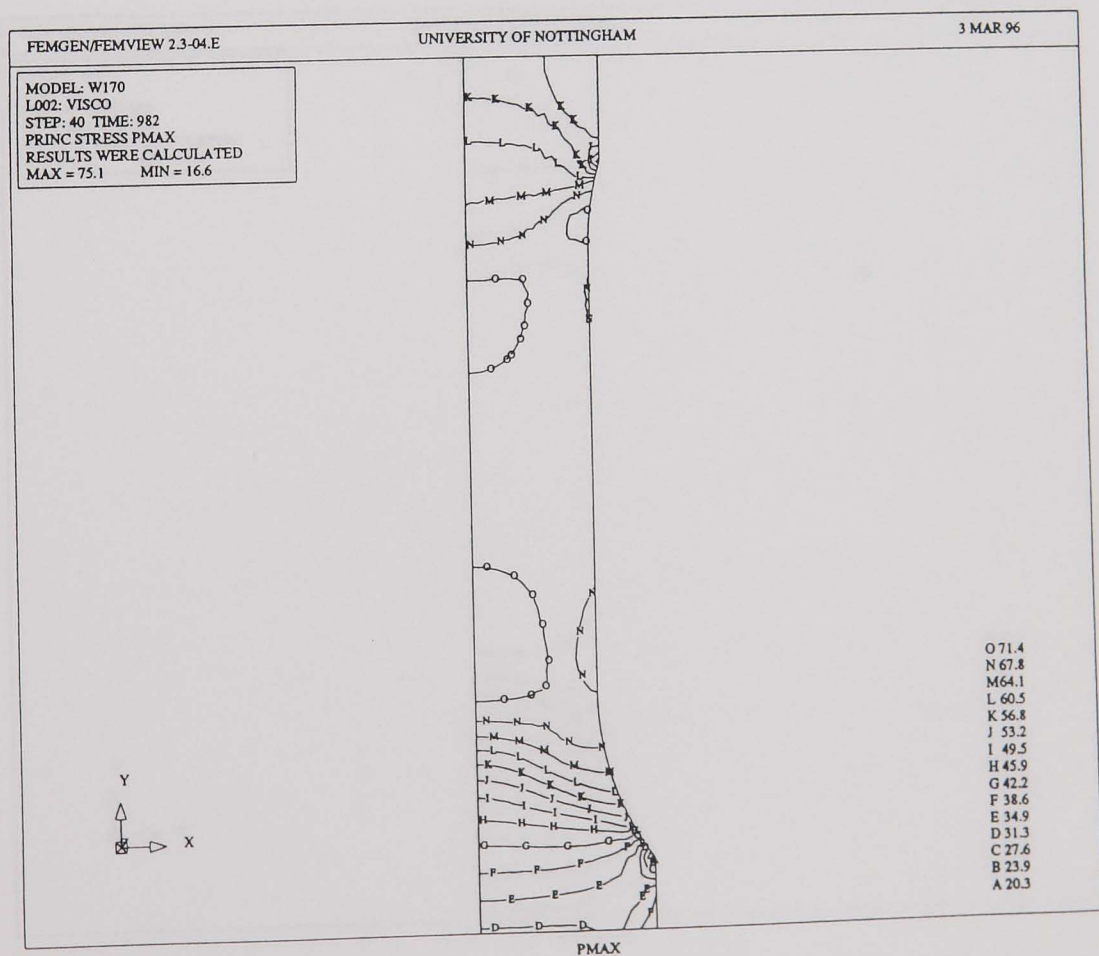 FEMGEN/FEMVIEW 2.3-04.E
UNIVERSITY OF NOTTINGHAM
3 MAR 96
MODEL: W170
L002: VISCO
STEP: 40 TIME: 982
PRINC STRESS PMAX
RESULTS WERE CALCULATED
MAX = 75.1 MIN = 16.6
K K K K
K K
L L L L L
M M M M
N N N N N
O
O
O O
O
O
O
O
O O
O O
O
O
O
O O O
N
N
N
N N N N N
M M M M
L L L L L
K K K K K
J J J J J
I I I I
H H H H
G G G G
F F F F
E E E E
D D D
Y
X
O 71.4
N 67.8
M64.1
L 60.5
K 56.8
J 53.2
I 49.5
H 45.9
G 42.2
F 38.6
E 34.9
D 31.3
C 27.6
B 23.9
A 20.3
PMAX